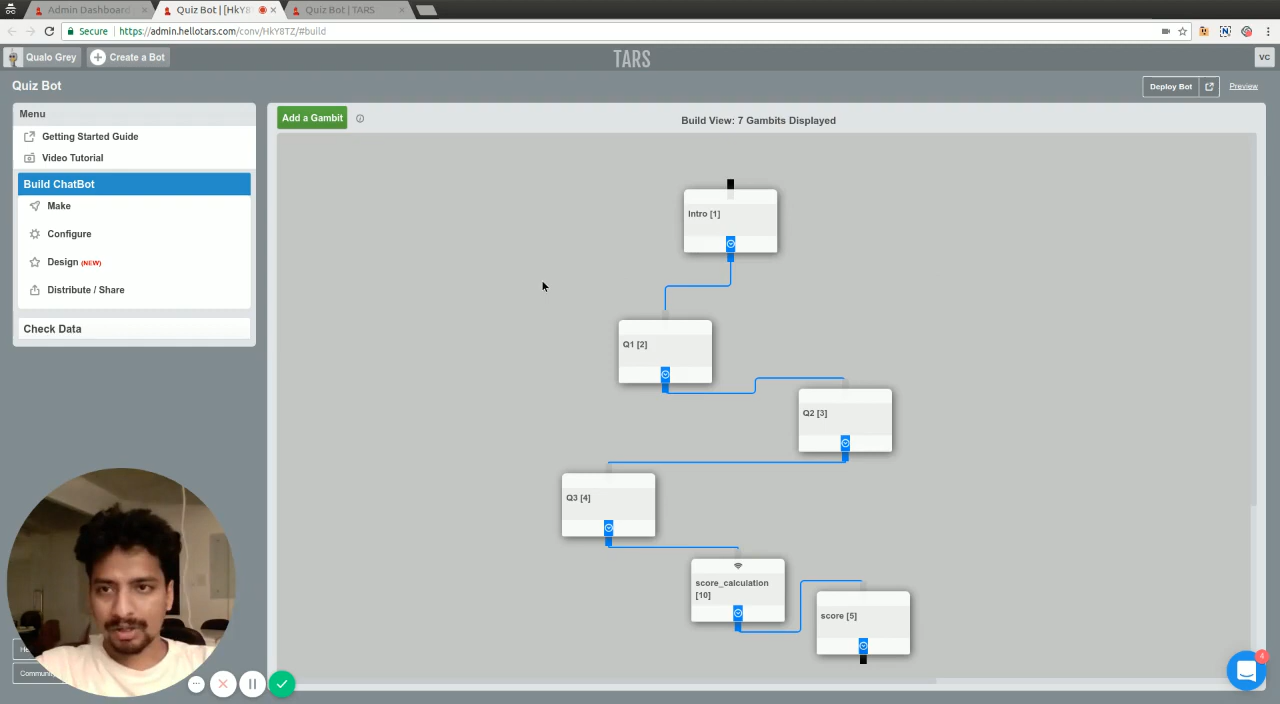 Admin Dashboard
Quiz Bot | [HkY8
Quiz Bot | TARS
Secure
https://admin.hellotars.com/conv/HkY8TZ/#build
Qualo Grey
Create a Bot
TARS
VC
Quiz Bot
Deploy Bot
Preview
Menu
Getting Started Guide
Video Tutorial
Build ChatBot
Make
Configure
Design (NEW)
Distribute / Share
Check Data
Add a Gambit
Build View: 7 Gambits Displayed
Intro [1]
Q1 [2]
Q2 [3]
Q3 [4]
score_calculation
[10]
score [5]
4